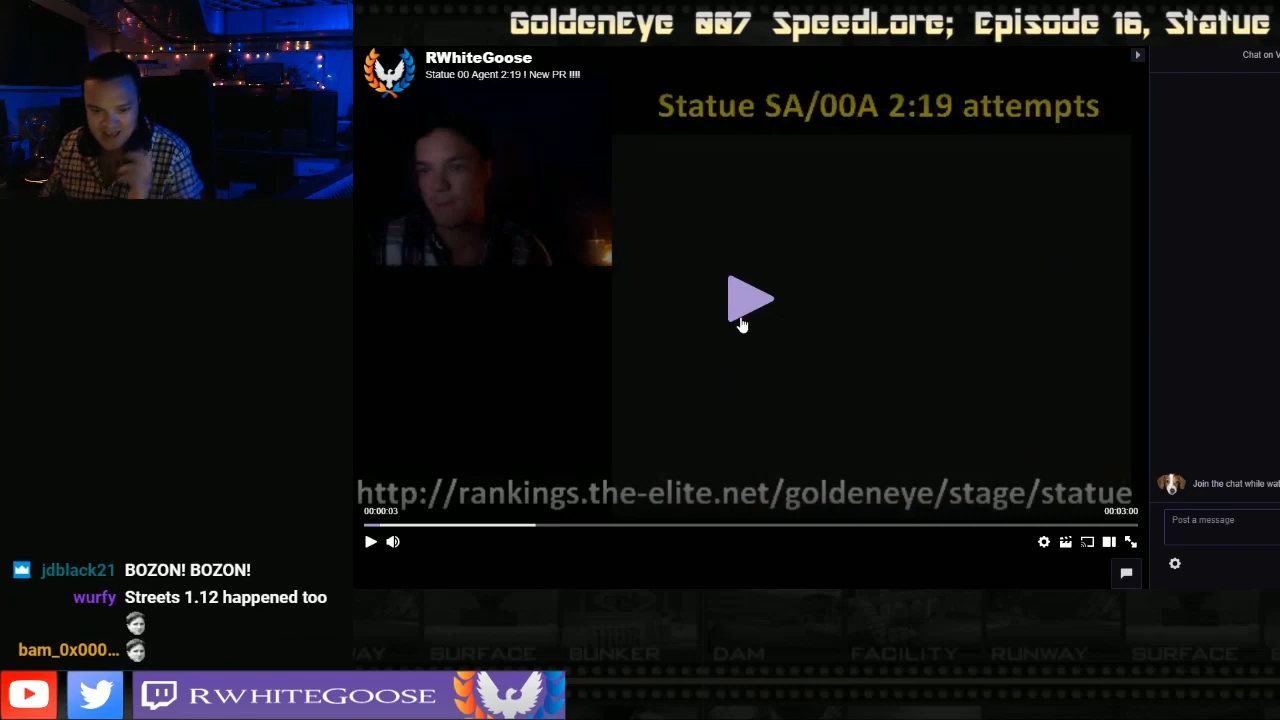 GoldenEye 007 SpeedLore; Episode 16, Statue
RWhiteGoose
Statue 00 Agent 2:19 ! New PR !!!!
Chat on V
Statue SA/00A 2:19 attempts
http://rankings.the-elite.net/goldeneye/stage/statue
00:00:03
00:03:00
Join the chat while wat
Post a message
jdblack21 BOZON! BOZON!
wurfy Streets 1.12 happened too
bam_0x000...
WAY SURFACE BUNKER DAM FACILITY RUNWAY SURFACE
RWHITEGOOSE